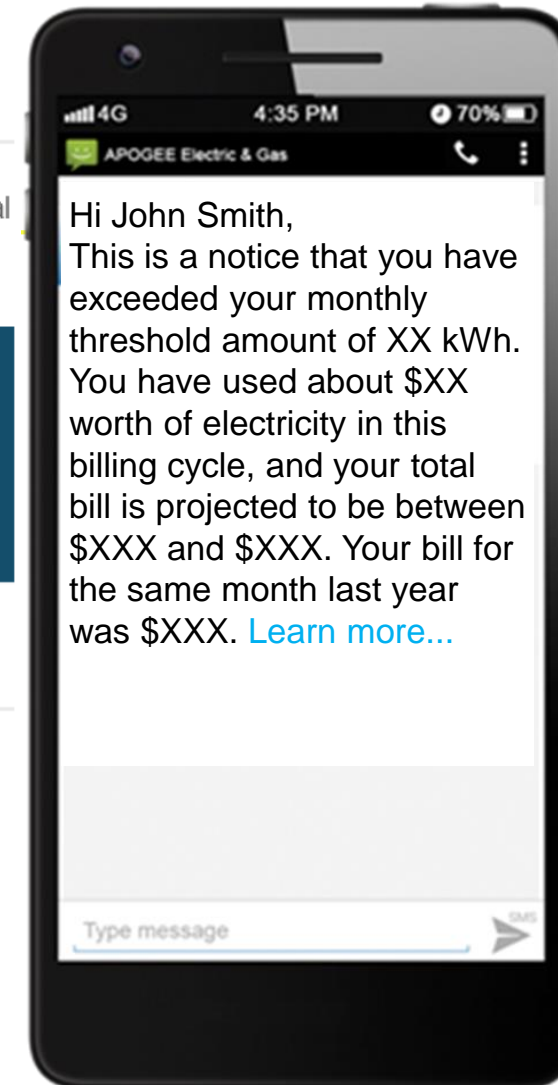 4G 4:35 PM 70%
APOGEE Electric & Gas
Hi John Smith,
This is a notice that you have
exceeded your monthly
threshold amount of XX kWh.
You have used about $XX
worth of electricity in this
billing cycle, and your total
bill is projected to be between
$XXX and $XXX. Your bill for
the same month last year
was $XXX. Learn more...
SMS
Type message